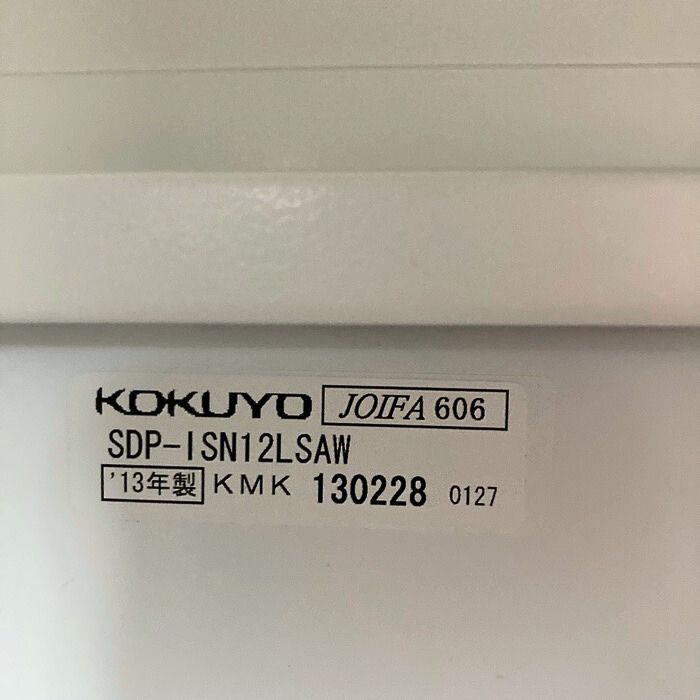 KOKUYO JOIFA 606
SDP-ISN12LSAW
'13年製 KMK 130228 0127